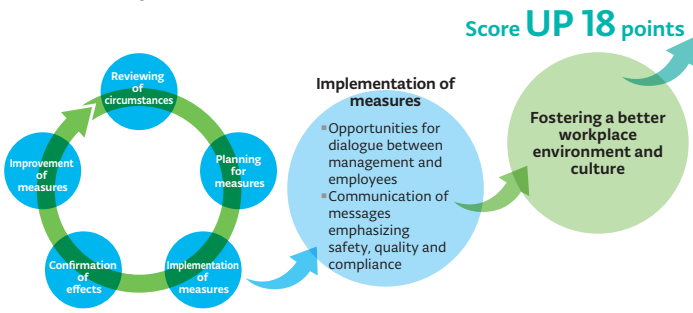 Score UP 18 points
Reviewing
of
circumstances
Planning
for
measures
Implementation
of
measures
Confirmation
of
effects
Improvement
of
measures
Implementation of
measures
▪Opportunities for
dialogue between
management and
employees
▪Communication of
messages
emphasizing
safety, quality and
compliance
Fostering a better
workplace
environment and
culture